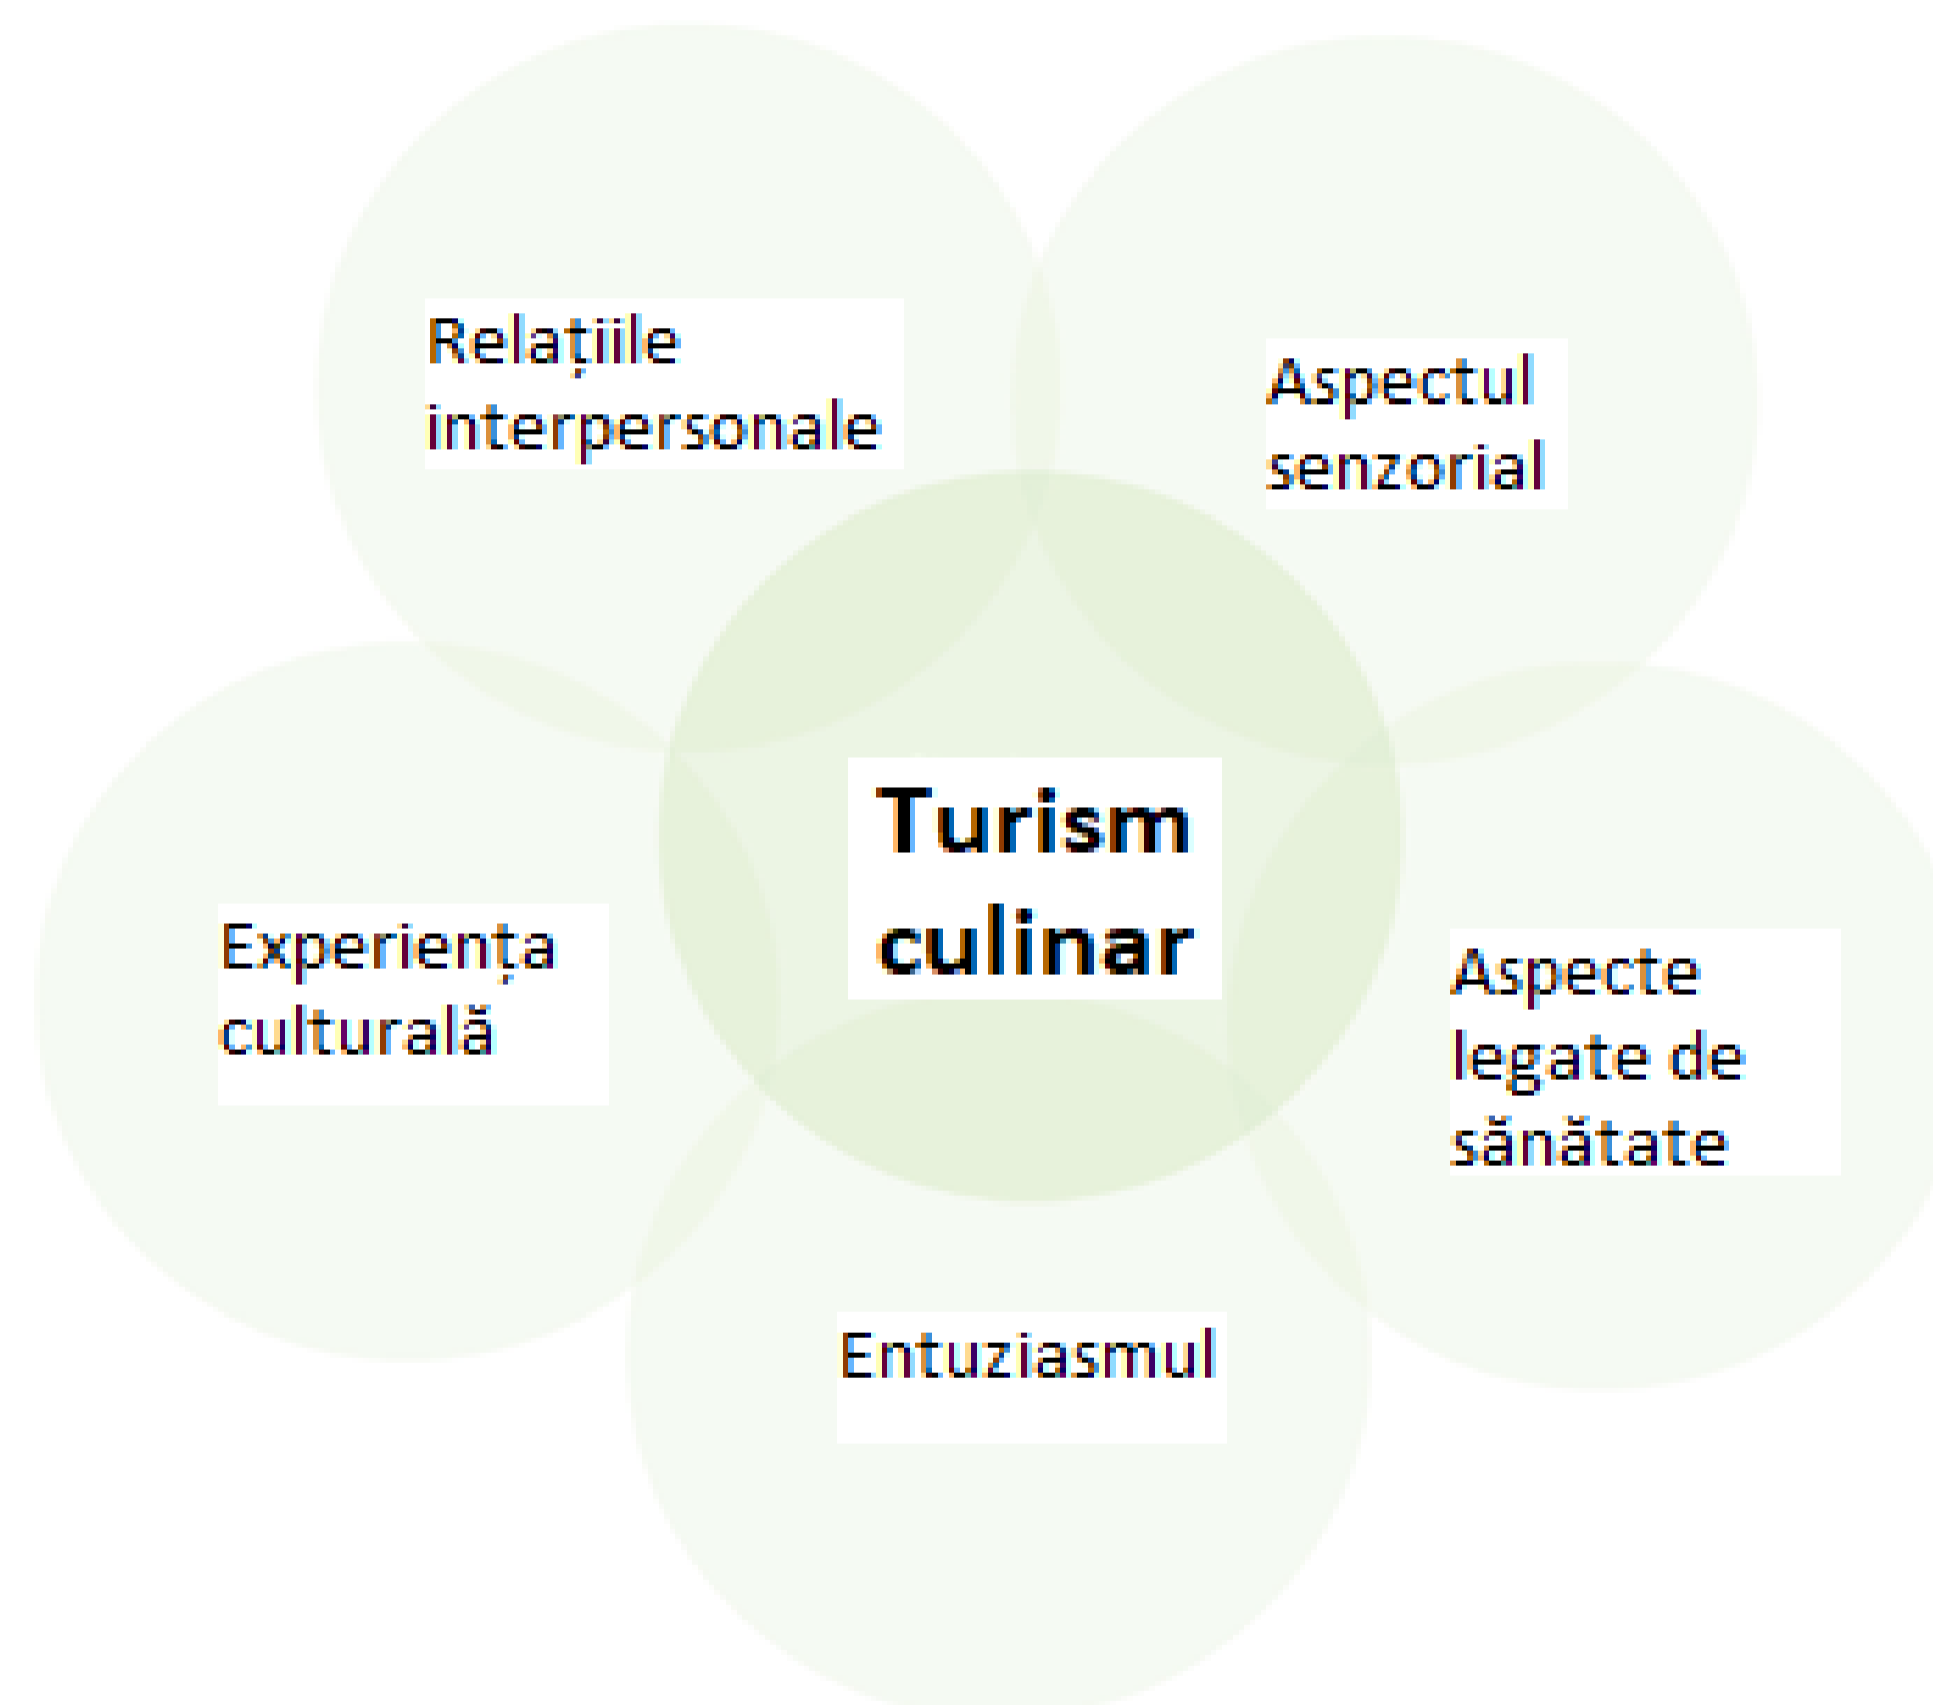 Relațiile
interpersonale
Aspectul
senzorial
Turism
culinar
Experiența
culturală
Aspecte
legate de
sănătate
Entuziasmul